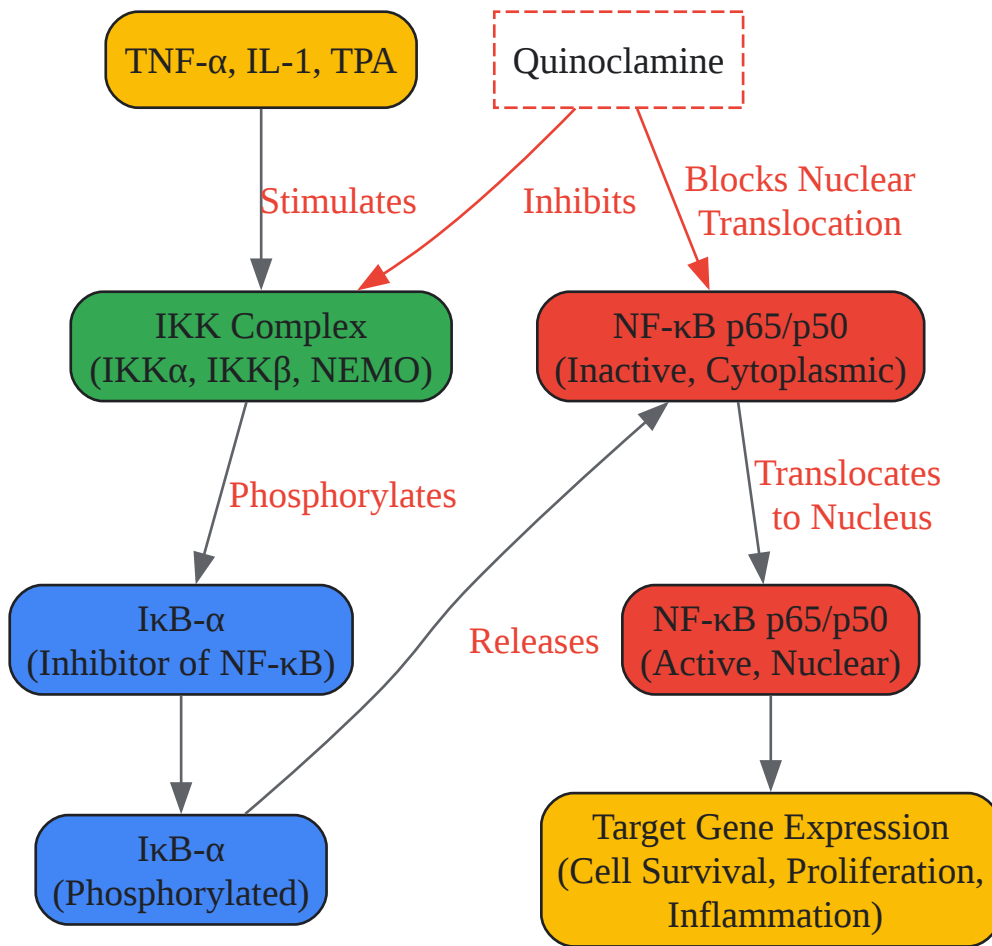 TNF-α, IL-1, TPA
Quinoclamine
Stimulates
Inhibits
Blocks Nuclear
Translocation
IKK Complex
(IKKα, IKKβ, NEMO)
NF-κB p65/p50
(Inactive, Cytoplasmic)
Phosphorylates
Translocates
to Nucleus
IκB-α
(Inhibitor of NF-κB)
Releases
NF-κB p65/p50
(Active, Nuclear)
IκB-α
(Phosphorylated)
Target Gene Expression
(Cell Survival, Proliferation,
Inflammation)